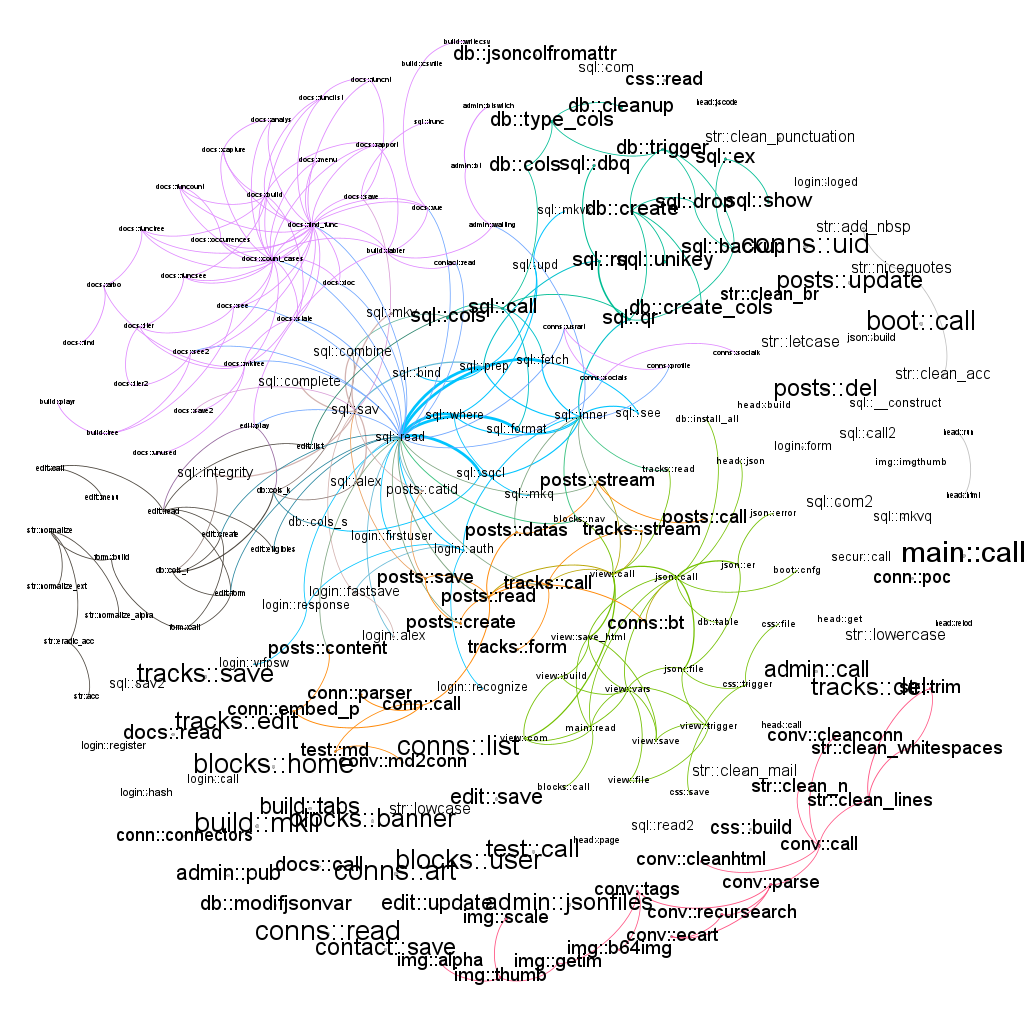 build::writecsv
db::jsoncolfromattr
build::csvfile
sql::com
css::read
docs::funcnl
docs::funclist
admin::blswitch
db::cleanup
head::jscode
docs::analys
sql::trunc
db::type_cols
str::clean_punctuation
docs::capture
docs::menu
docs::rapport
db::trigger
sql::ex
admin::bl
db::cols
sql::dbq
docs::funcount
docs::build
docs::save
login::loged
sql::drop
sql::show
docs::vue
sql::mkv
db::create
docs::functree
docs::find_func
admin::waiting
str::add_nbsp
docs::occurrences
build::tabler
sql::backup
conns::uid
docs::count_cases
contact::read
sql::upd
sql::rq
sql::unikey
str::nicequotes
docs::arbo
docs::funcsee
docs::doc
posts::update
str::clean_br
docs::see
sql::call
db::create_cols
sql::cols
docs::state
sql::qr
boot::call
sql::mkv
docs::iter
conns::usrart
json::build
docs::find
str::letcase
docs::see2
sql::combine
conns::socialk
sql::fetch
docs::mktree
sql::prep
conns::profile
sql::bind
str::clean_acc
docs::iter2
sql::complete
conns::socials
posts::del
build::playr
sql::__construct
docs::save2
sql::sav
sql::where
sql::inner
sql::see
head::build
db::install_all
edit::play
sql::format
build::tree
sql::read
sql::call2
head::run
edit::list
login::form
docs::unused
head::json
img::imgthumb
edit::call
sql::integrity
sql::sqcl
tracks::read
sql::alex
posts::stream
db::cols_k
posts::catid
sql::mkq
edit::menu
head::html
sql::com2
edit::read
json::error
blocks::nav
posts::call
sql::mkvq
db::cols_s
str::normalize
posts::datas
tracks::stream
edit::create
login::firstuser
edit::eligibles
login::auth
main::call
form::build
secur::call
json::er
db::cols_r
view::call
json::call
boot::cnfg
conn::poc
posts::save
tracks::call
str::normalize_ext
edit::form
login::fastsave
posts::read
login::response
str::normalize_alpha
head::get
form::call
posts::create
conns::bt
db::table
css::file
head::relod
login::alex
view::save_html
str::lowercase
str::eradic_acc
posts::content
tracks::form
login::vrfpsw
admin::call
json::file
tracks::save
view::build
sql::sav2
login::recognize
view::vars
css::trigger
tracks::del
str::trim
str::acc
conn::parser
conn::call
conn::embed_p
tracks::edit
main::read
view::trigger
head::call
docs::read
conv::cleanconn
view::com
view::save
login::register
conns::list
test::md
str::clean_whitespaces
blocks::home
conv::md2conn
str::clean_mail
login::call
view::file
blocks::call
str::clean_n
login::hash
css::save
edit::save
str::clean_lines
build::tabs
str::lowcase
build::mkli
blocks::banner
sql::read2
css::build
conn::connectors
head::page
conv::call
test::call
blocks::user
conv::cleanhtml
docs::call
admin::pub
conns::art
conv::parse
conv::tags
db::modifjsonvar
edit::update
admin::jsonfiles
img::scale
conv::recursearch
conns::read
conv::ecart
contact::save
img::b64img
img::alpha
img::getim
img::thumb